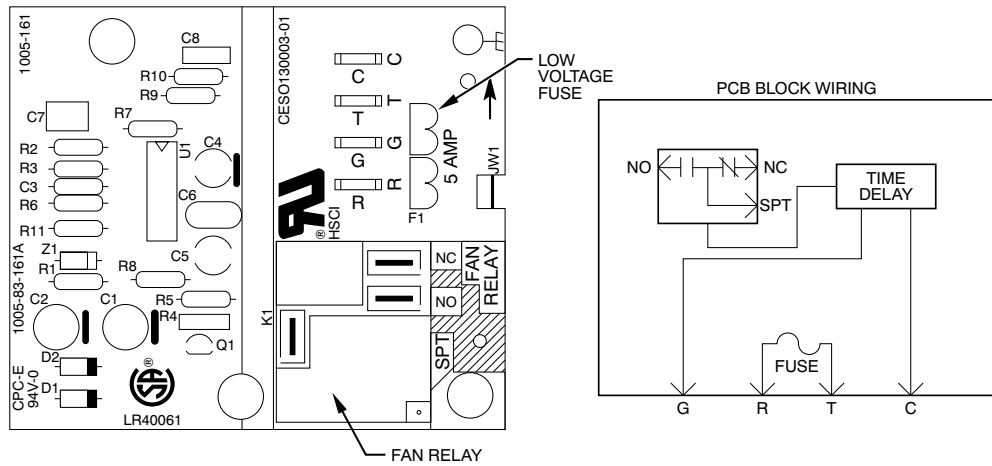 1005-161
C8
R10
R9
C7
R7
R2
R3
C3
R6
R11
U1
C4
C6
C5
Z1
R1
R8
C2
C1
R5
R4
Q1
D2
D1
1005-83-161A
CPC-E
94V-0
®
LR40061
CESO130003-01
C C
T T
G G
R R
5 AMP
F1
JW1
®
HSCI
K1
NC
NO
SPT
FAN
RELAY
LOW
VOLTAGE
FUSE
FAN RELAY
PCB BLOCK WIRING
NO
NC
SPT
TIME
DELAY
FUSE
G R T C